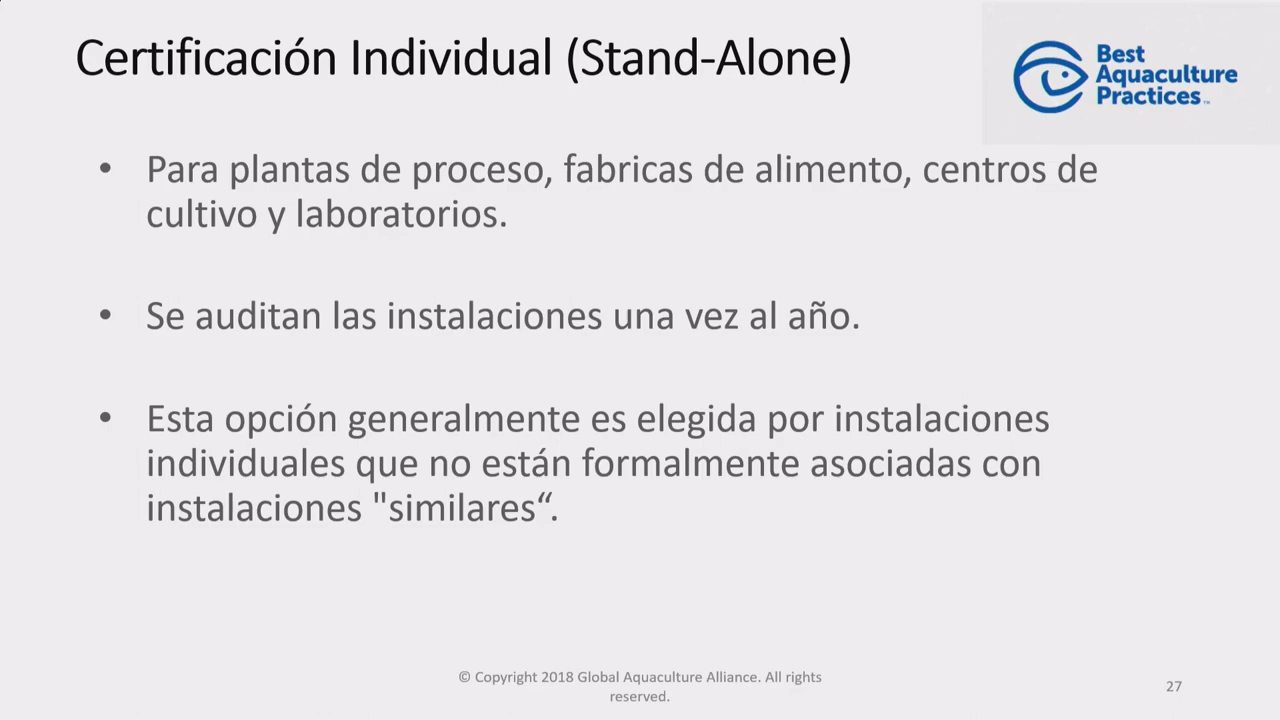 Certificación Individual (Stand-Alone)
Best
Aquaculture
Practices™
• Para plantas de proceso, fabricas de alimento, centros de
cultivo y laboratorios.
• Se auditan las instalaciones una vez al año.
• Esta opción generalmente es elegida por instalaciones
individuales que no están formalmente asociadas con
instalaciones "similares“.
© Copyright 2018 Global Aquaculture Alliance. All rights
reserved.
27